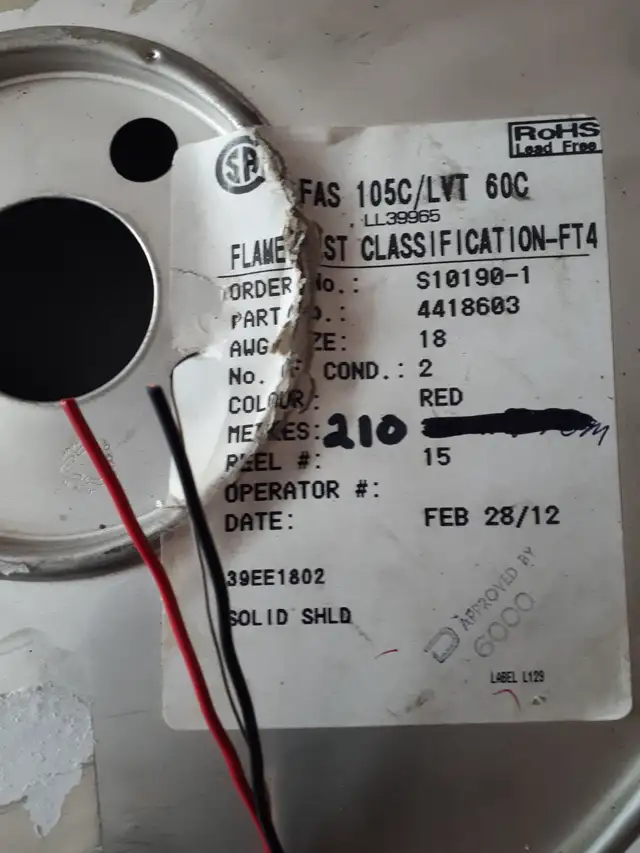 RoHS
Lead Free
SA
FAS 105C/LVT 60C
LL39965
FLAME ST CLASSIFICATION-FT4
ORDER No.: S10190-1
PART O.: 4418603
AWG ZE: 18
No. F COND.: 2
COLOUR: RED
METRES: 210
REEL #: 15
OPERATOR #:
DATE: FEB 28/12
39EE1802
SOLID SHLD
APPROVED BY
6000
LABEL L129